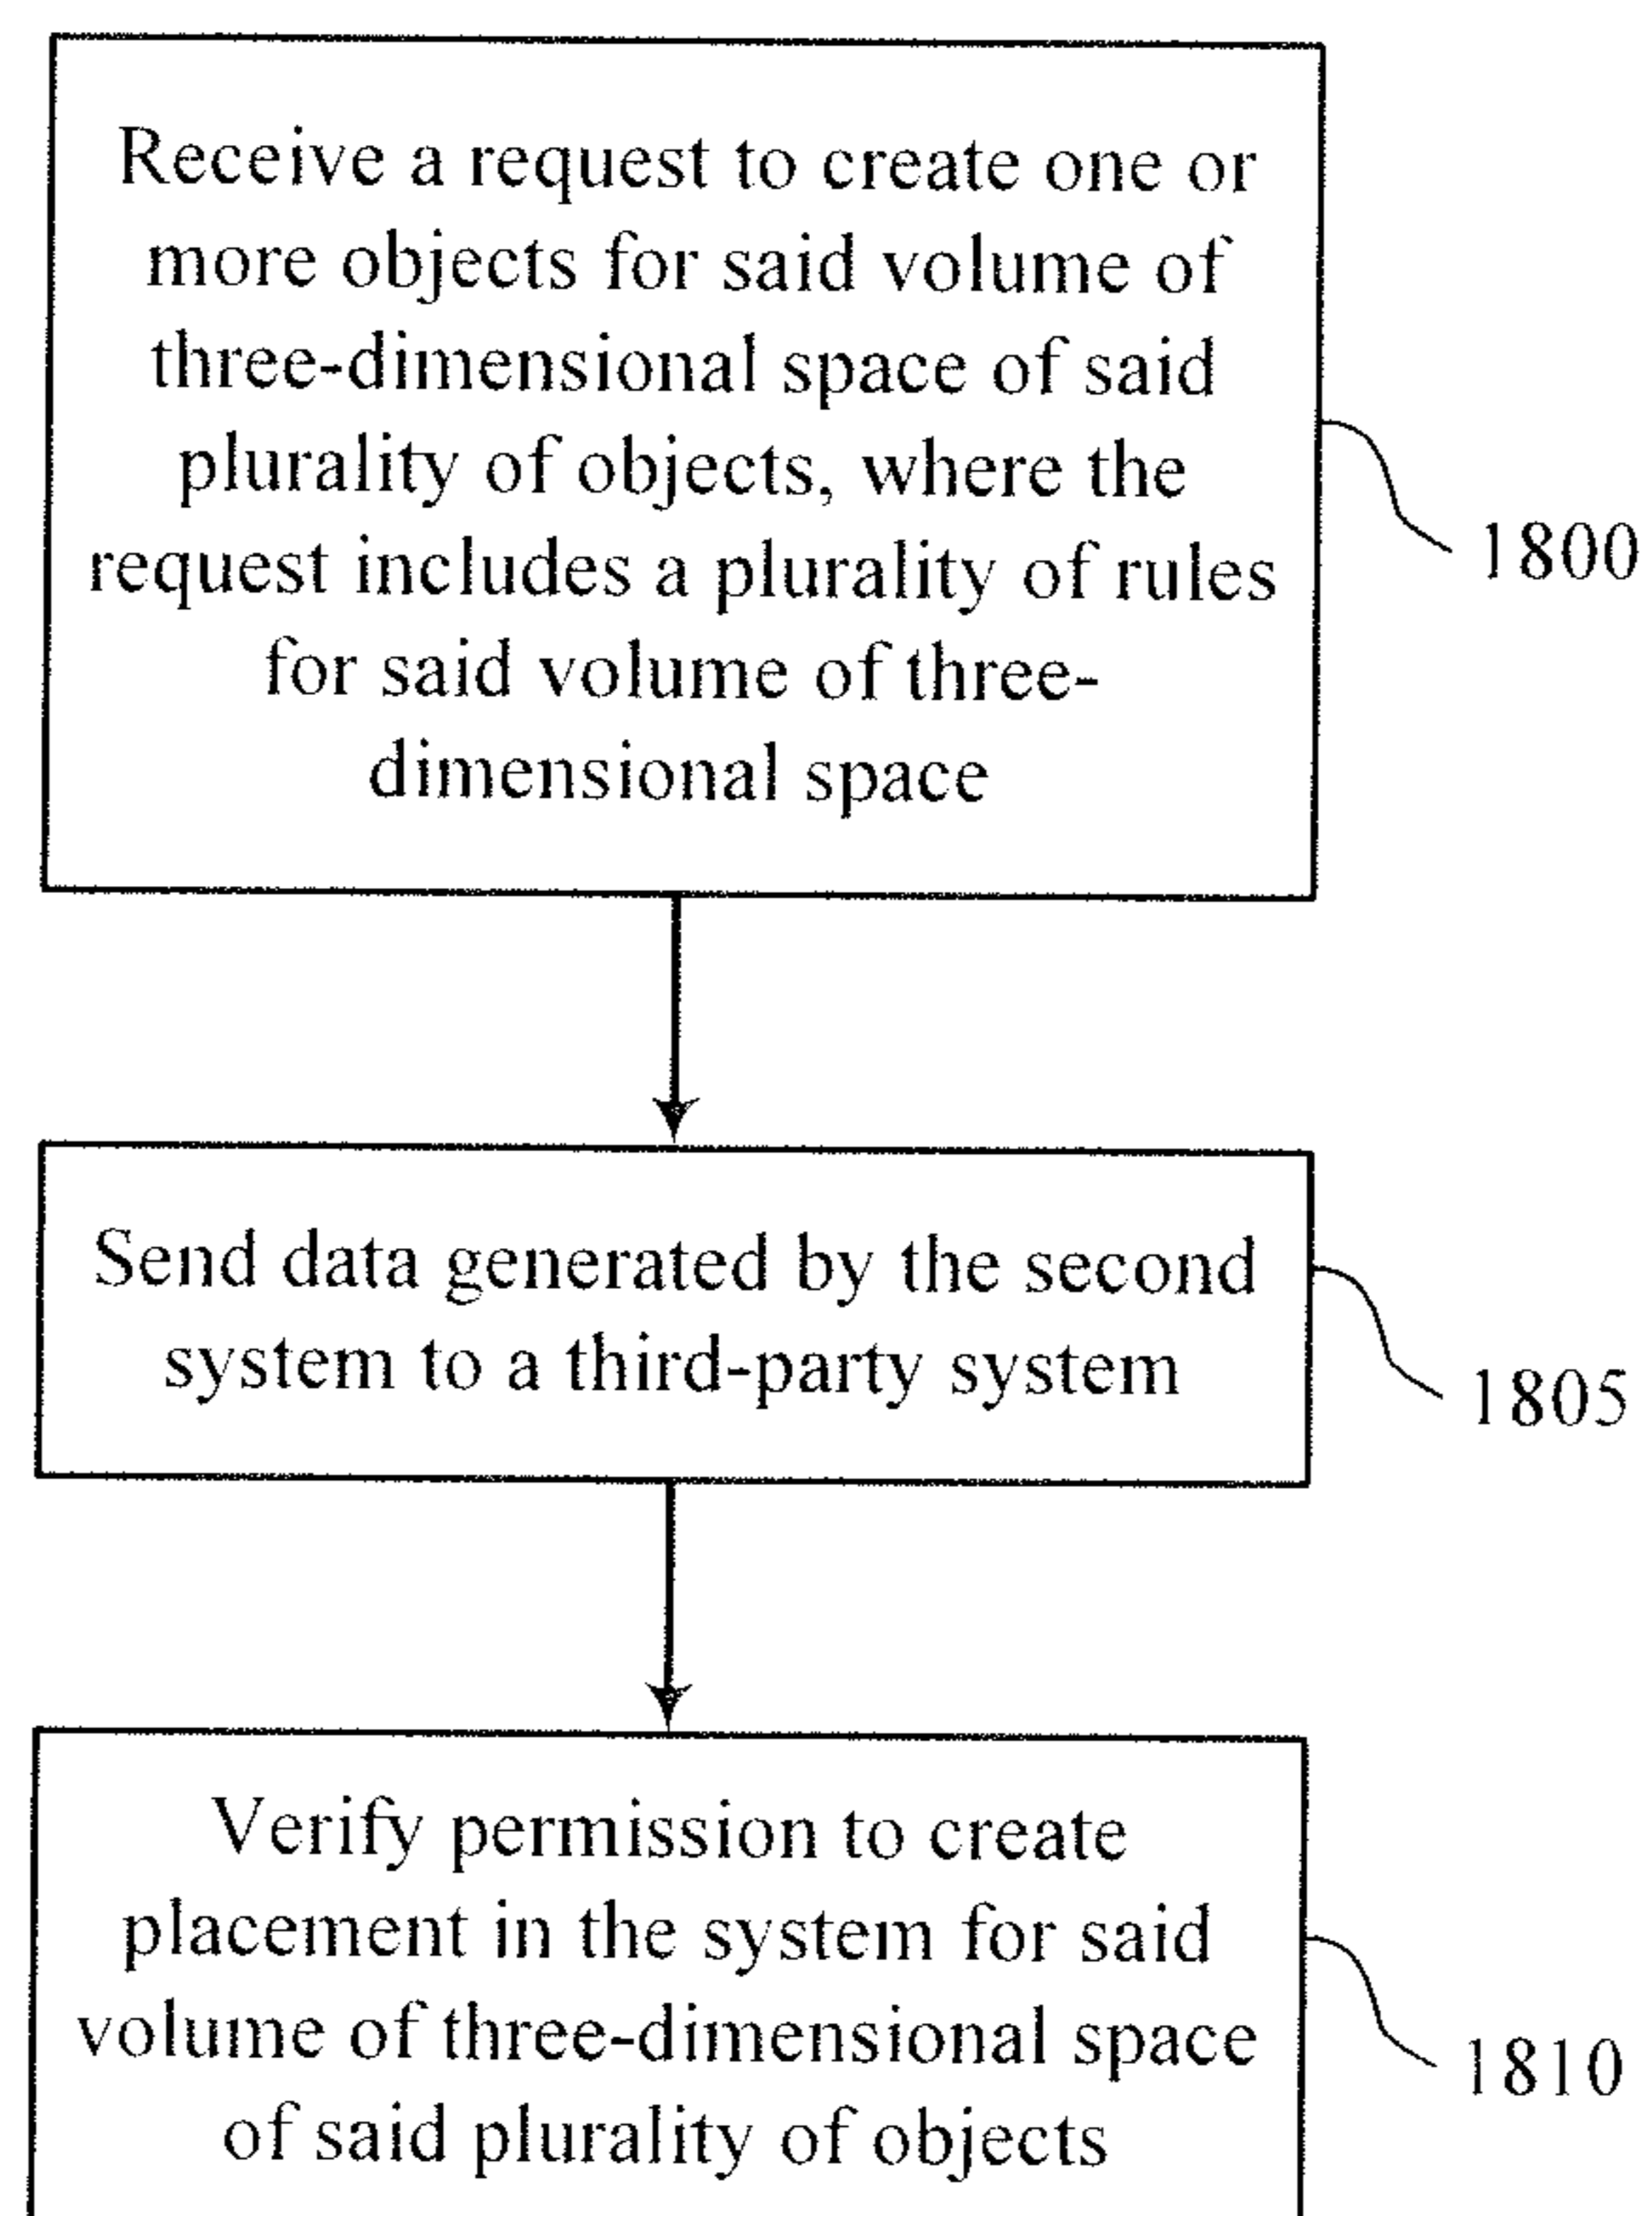 Receive a request to create one or
more objects for said volume of
three-dimensional space of said
plurality of objects, where the
request includes a plurality of rules
for said volume of three-
dimensional space
1800
Send data generated by the second
system to a third-party system
1805
Verify permission to create
placement in the system for said
volume of three-dimensional space
of said plurality of objects
1810